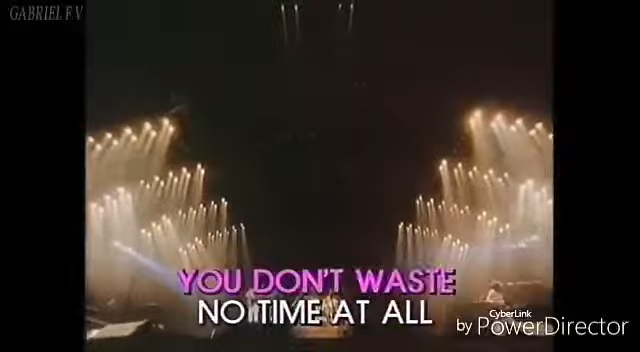 GABRIEL F.V
YOU DON'T WASTE
NO TIME AT ALL
CyberLink
by PowerDirector